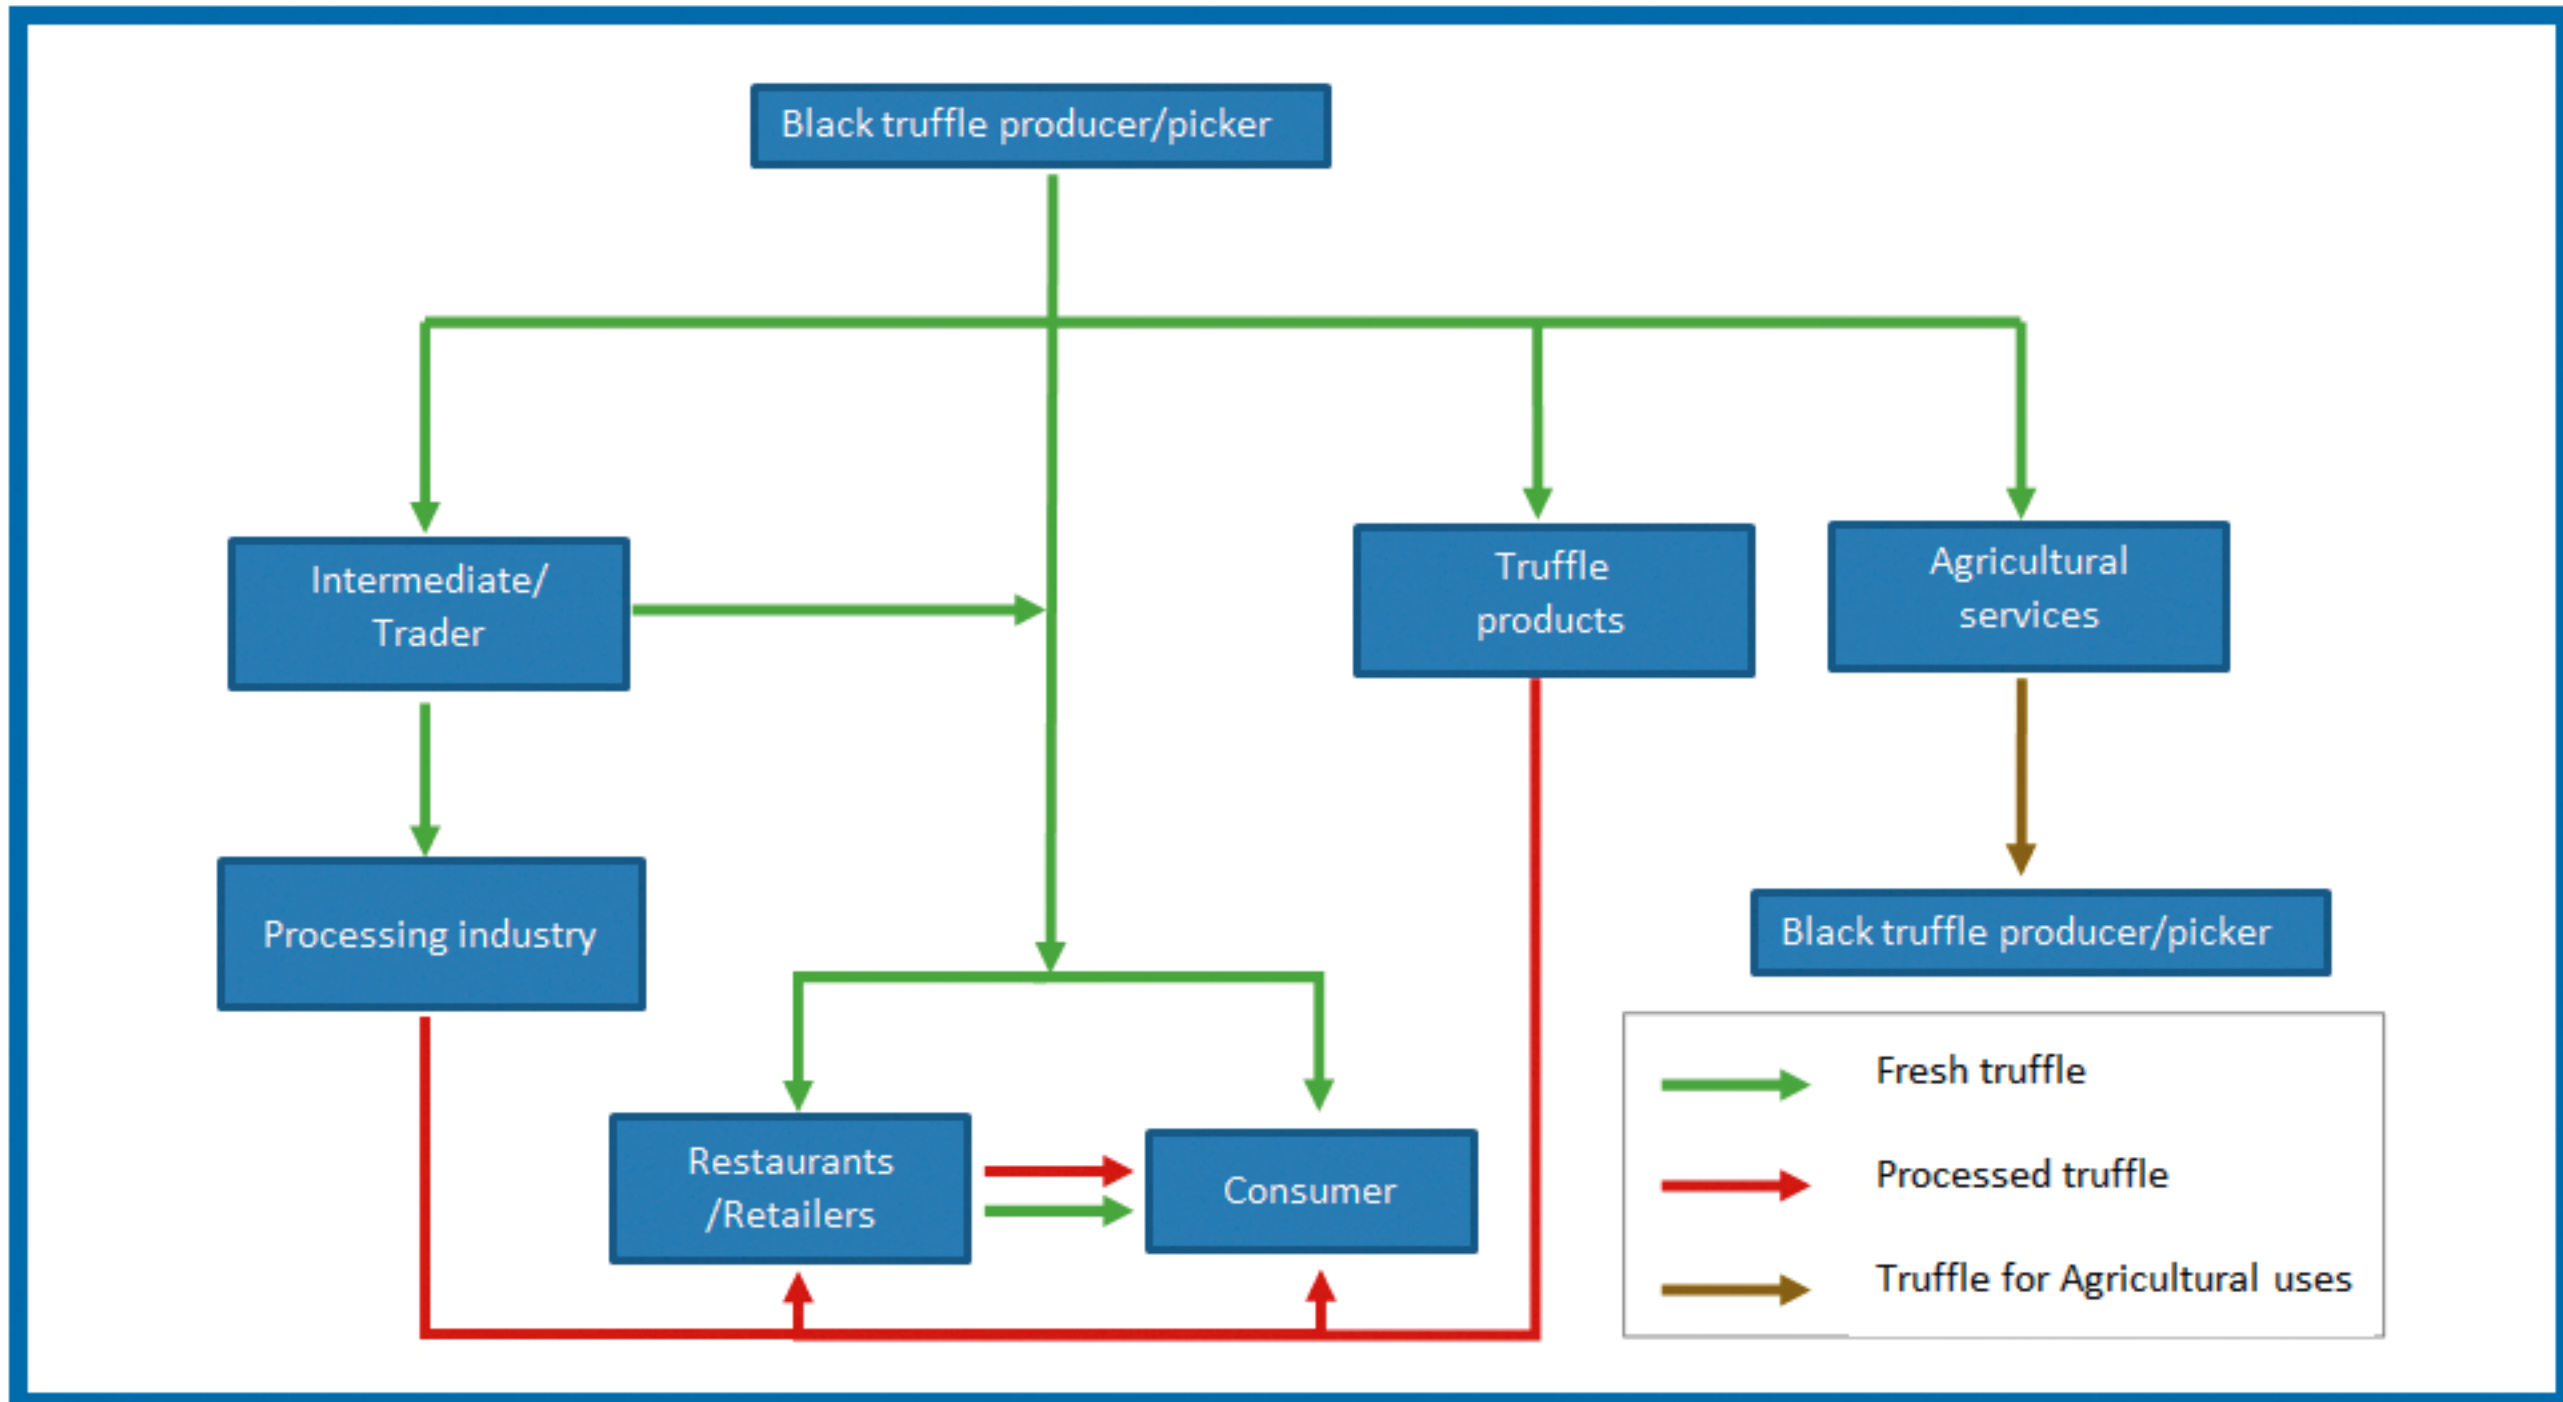 Black truffle producer/picker
Intermediate/
Trader
Truffle
products
Agricultural
services
Processing industry
Black truffle producer/picker
Restaurants
/Retailers
Consumer
Fresh truffle
Processed truffle
Truffle for Agricultural uses